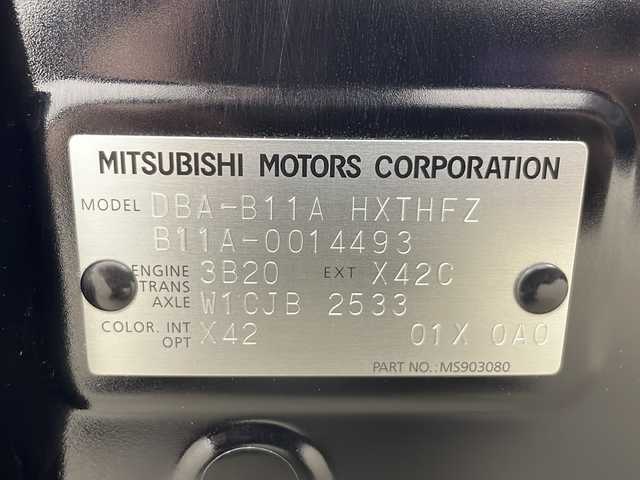 MITSUBISHI MOTORS CORPORATION
MODEL DBA-B11A HXTHFZ
B11A-0014493
ENGINE 3B20 EXT X42C
TRANS
AXLE W1CJB 2533
COLOR. INT X42 01X 0A0
OPT
PART NO.: MS903080